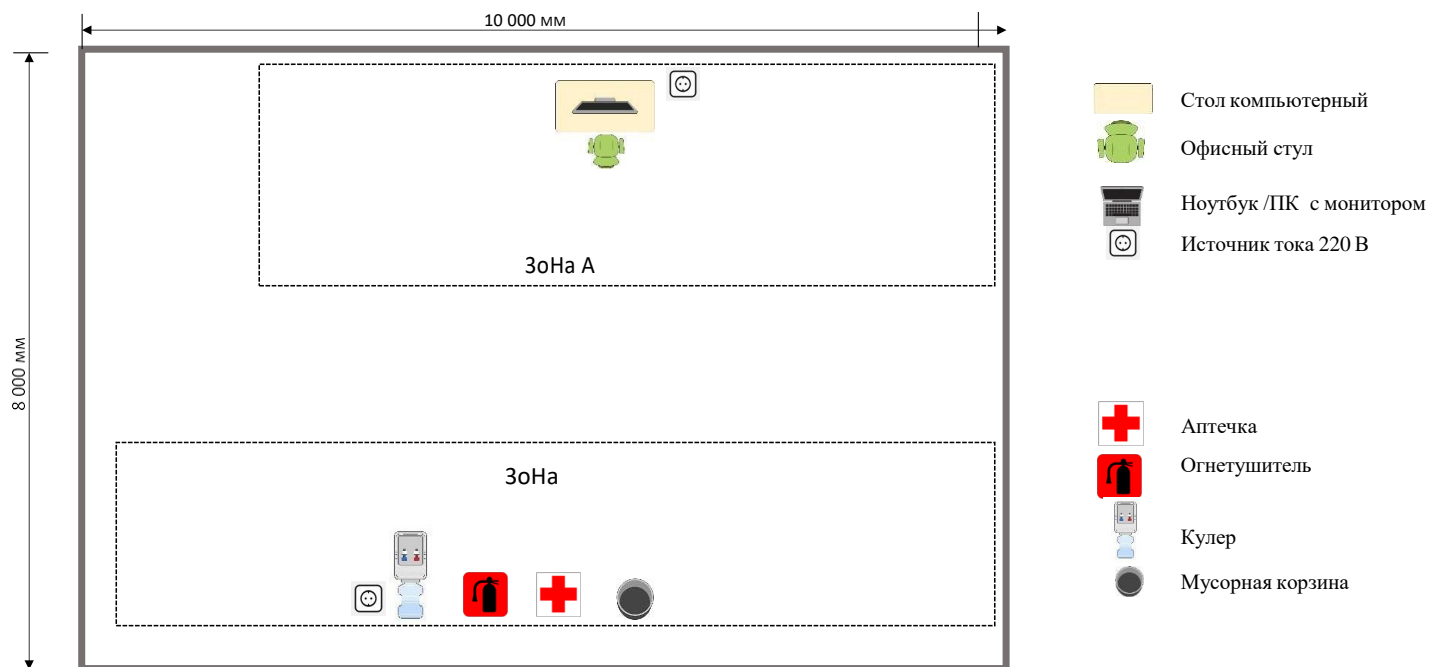 10 000 мм
8 000 мм
ЗоНа А
ЗоНа
Стол компьютерный
Офисный стул
Ноутбук /ПК с монитором
Источник тока 220 В
Аптечка
Огнетушитель
Кулер
Мусорная корзина